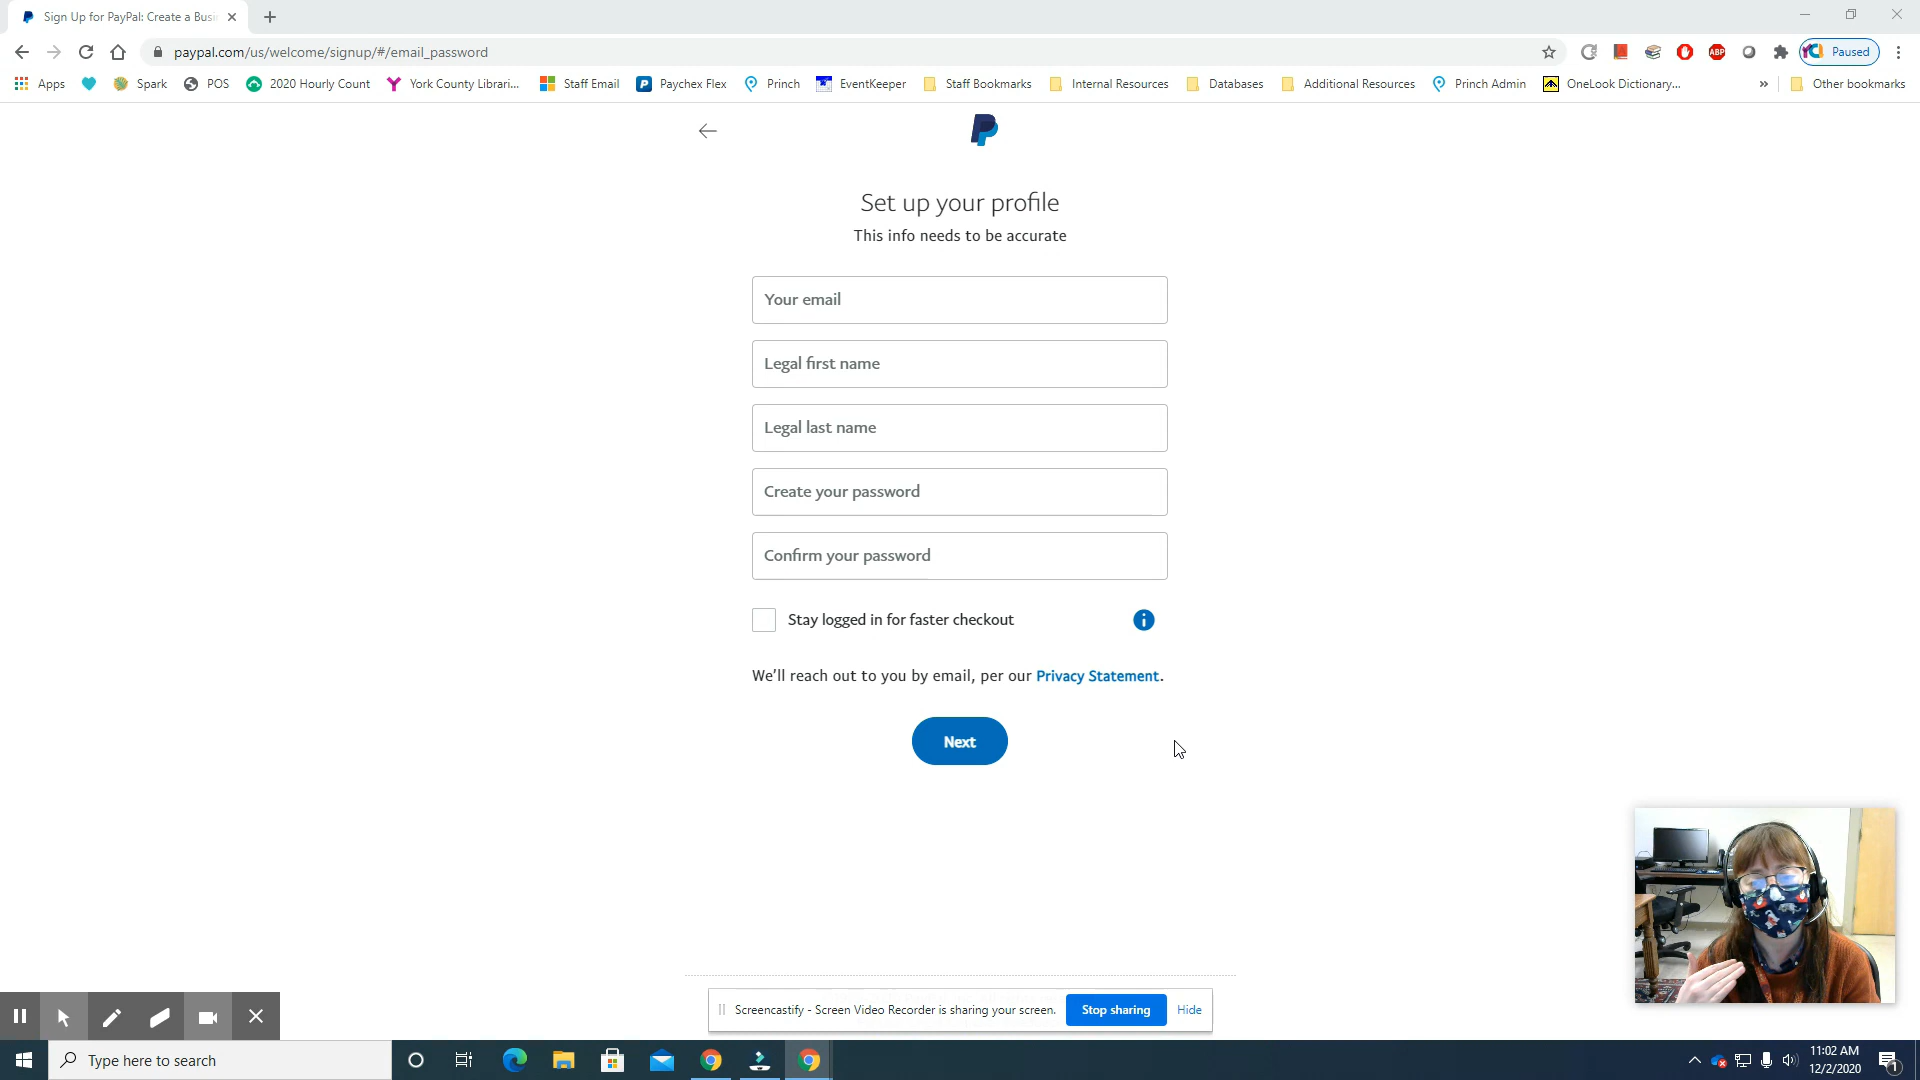 Sign Up for PayPal: Create a Busi
paypal.com/us/welcome/signup/#/email_password
ABP
Paused
Apps
Spark
POS
2020 Hourly Count
York County Librari...
Staff Email
Paychex Flex
Princh
EventKeeper
Staff Bookmarks
Internal Resources
Databases
Additional Resources
Princh Admin
OneLook Dictionary...
»
Other bookmarks
Set up your profile
This info needs to be accurate
Your email
Legal first name
Legal last name
Create your password
Confirm your password
Stay logged in for faster checkout
We'll reach out to you by email, per our Privacy Statement.
Next
Screencastify - Screen Video Recorder is sharing your screen.
Stop sharing
Hide
Type here to search
11:02 AM
12/2/2020
1